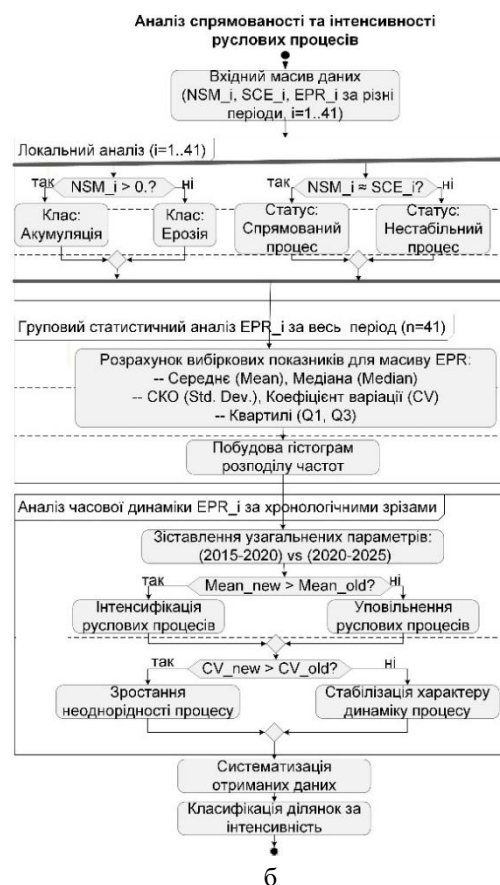 Аналіз спрямованості та інтенсивності
руслових процесів
Вхідний масив даних
(NSM_i, SCE_i, EPR_i за різні
періоди, i=1..41)
Локальний аналіз (i=1..41)
так
NSM_i > 0.?
ні
так
NSM_i ≈ SCE_i?
ні
Клас:
Акумуляція
Клас:
Ерозія
Статус:
Спрямований
процес
Статус:
Нестабільний
процес
Груповий статистичний аналіз EPR_i за весь період (n=41)
Розрахунок вибіркових показників для масиву EPR:
-- Середнє (Mean), Медіана (Median)
-- СКО (Std. Dev.), Коефіцієнт варіації (CV)
-- Квартилі (Q1, Q3)
Побудова гістограм
розподілу частот
Аналіз часової динаміки EPR_i за хронологічними зрізами
Зіставлення узагальнених параметрів:
(2015-2020) vs (2020-2025)
так
Mean_new > Mean_old?
ні
Інтенсифікація
руслових процесів
Уповільнення
руслових процесів
так
CV_new > CV_old?
ні
Зростання
неоднорідності процесу
Стабілізація характеру
динаміку процесу
Систематизація
отриманих даних
Класифікація ділянок за
інтенсивність
б